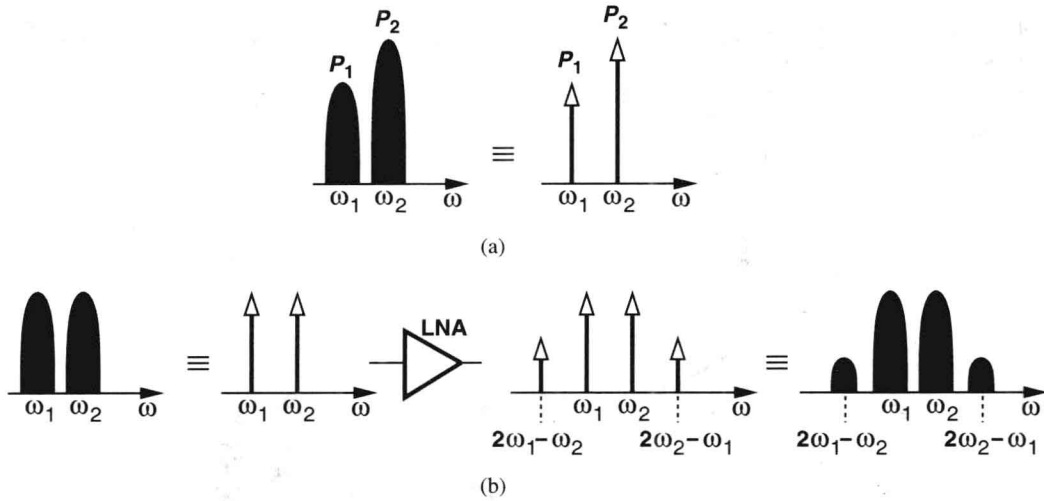 P₂ P₂
P₁ P₁
≡
ω₁ ω₂ ω ω₁ ω₂ ω
(a)
LNA
≡ ≡
ω₁ ω₂ ω ω₁ ω₂ ω ω₁ ω₂ ω ω₁ ω₂ ω
2ω₁−ω₂ 2ω₂−ω₁ 2ω₁−ω₂ 2ω₂−ω₁
(b)